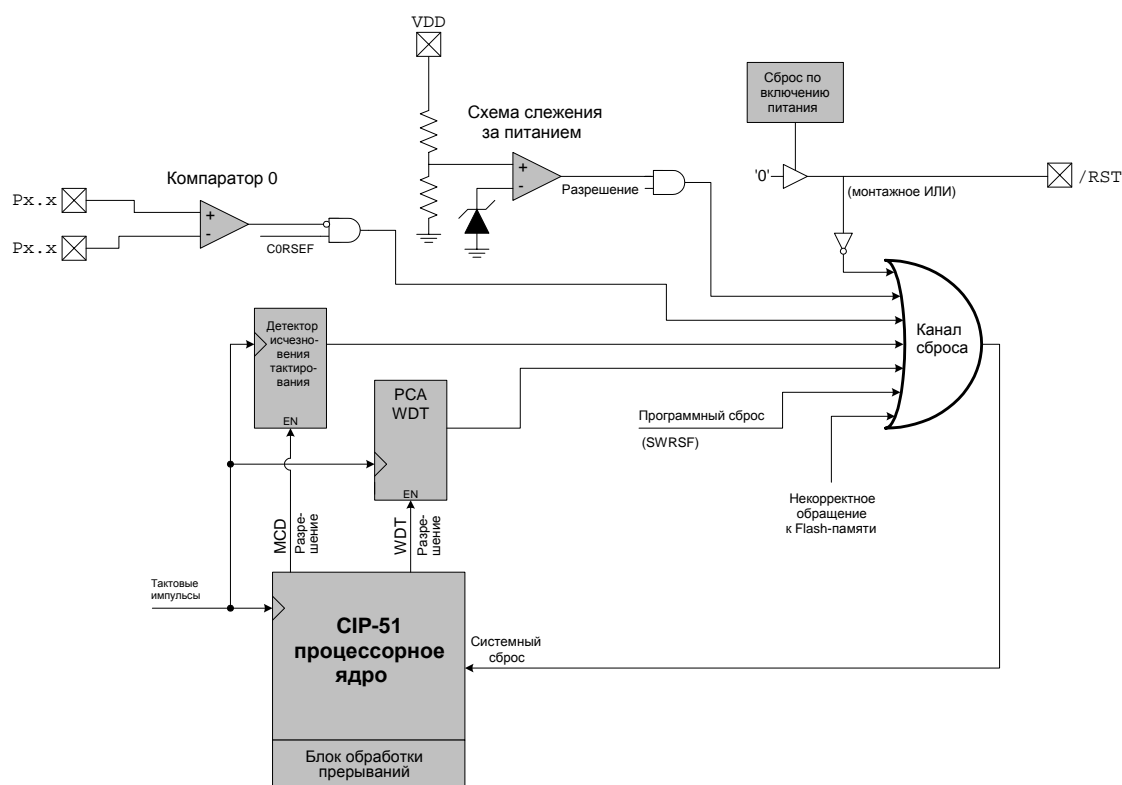 VDD
Сброс по
включению
питания
Схема слежения
за питанием
Компаратор 0
+
-
Разрешение
'0'
(монтажное ИЛИ)
/RST
Px.x
Px.x
+
-
C0RSEF
Детектор
исчезно-
вения
тактиро-
вания
EN
PCA
WDT
EN
Канал
сброса
Программный сброс
(SWRSF)
Некорректное
обращение
к Flash-памяти
MCD
Разре-
шение
WDT
Разре-
шение
Тактовые
импульсы
CIP-51
процессорное
ядро
Системный
сброс
Блок обработки
прерываний